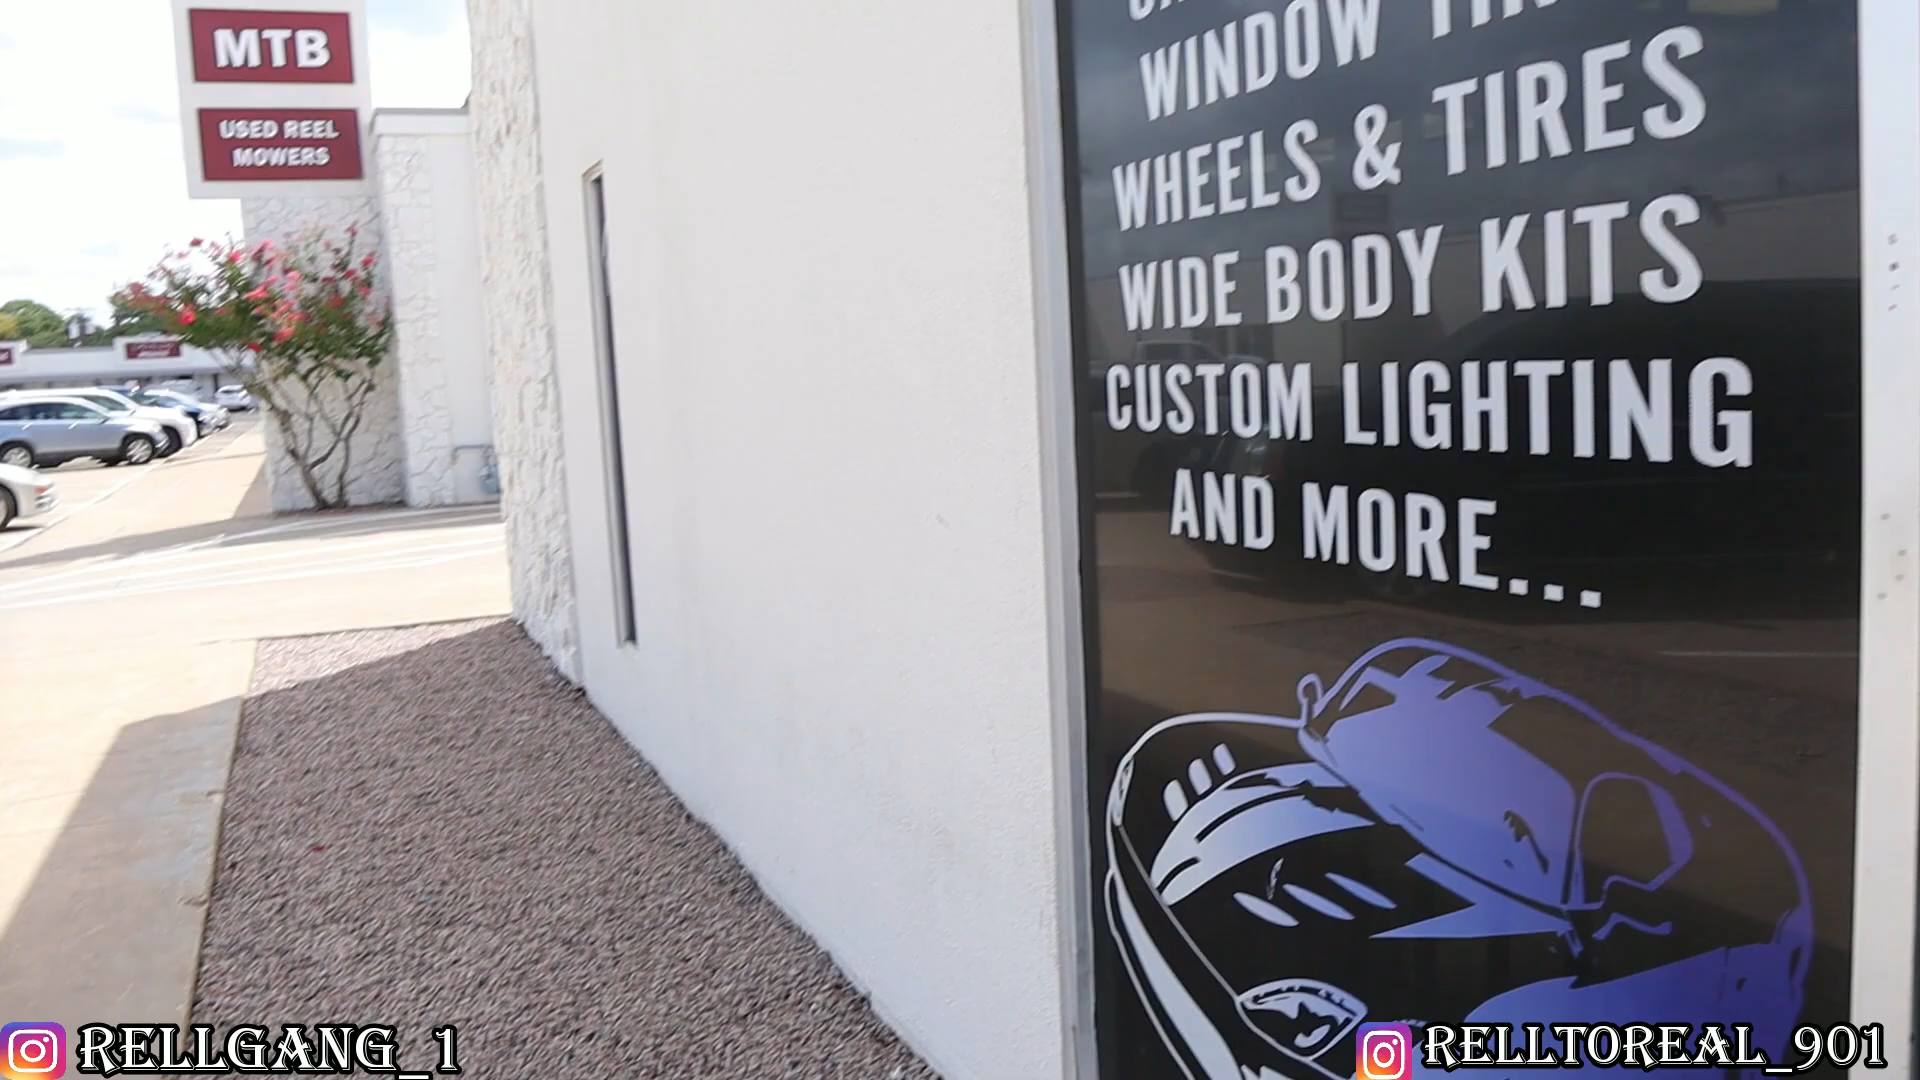 MTB
USED REEL
MOWERS
WINDOW
WHEELS & TIRES
WIDE BODY KITS
CUSTOM LIGHTING
AND MORE...
RELLGANG_1
RELLTOREAL_901